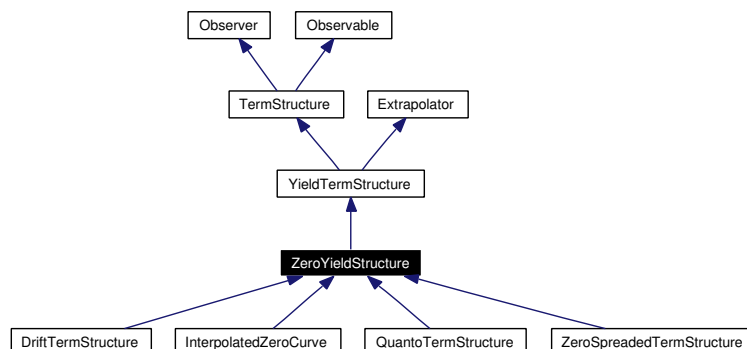 Observer
Observable
TermStructure
Extrapolator
YieldTermStructure
ZeroYieldStructure
DriftTermStructure
InterpolatedZeroCurve
QuantoTermStructure
ZeroSpreadedTermStructure